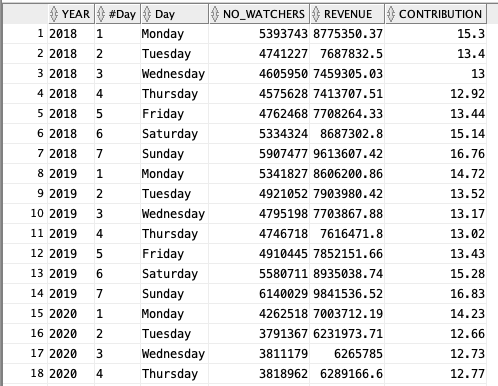 YEAR #Day Day NO_WATCHERS REVENUE CONTRIBUTION
1 2018 1 Monday 5393743 8775350.37 15.3
2 2018 2 Tuesday 4741227 7687832.5 13.4
3 2018 3 Wednesday 4605950 7459305.03 13
4 2018 4 Thursday 4575628 7413707.51 12.92
5 2018 5 Friday 4762468 7708264.33 13.44
6 2018 6 Saturday 5334324 8687302.8 15.14
7 2018 7 Sunday 5907477 9613607.42 16.76
8 2019 1 Monday 5341827 8606200.86 14.72
9 2019 2 Tuesday 4921052 7903980.42 13.52
10 2019 3 Wednesday 4795198 7703867.88 13.17
11 2019 4 Thursday 4746718 7616471.8 13.02
12 2019 5 Friday 4910445 7852151.66 13.43
13 2019 6 Saturday 5580711 8935038.74 15.28
14 2019 7 Sunday 6140029 9841536.52 16.83
15 2020 1 Monday 4262518 7003712.19 14.23
16 2020 2 Tuesday 3791367 6231973.71 12.66
17 2020 3 Wednesday 3811179 6265785 12.73
18 2020 4 Thursday 3818962 6289166.6 12.77